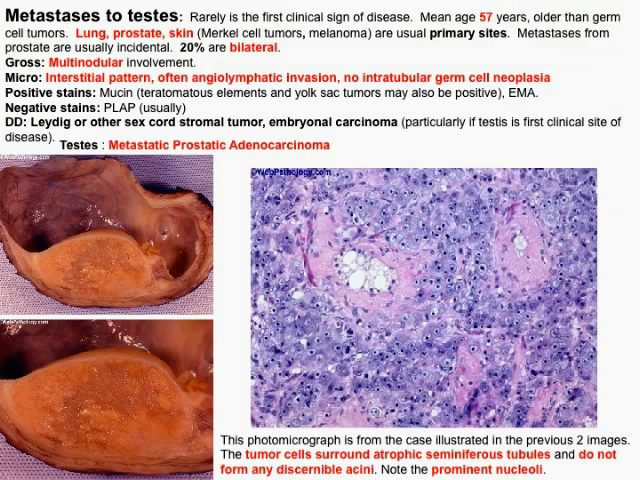 Metastases to testes: Rarely is the first clinical sign of disease. Mean age 57 years, older than germ
cell tumors. Lung, prostate, skin (Merkel cell tumors, melanoma) are usual primary sites. Metastases from
prostate are usually incidental. 20% are bilateral.
Gross: Multinodular involvement.
Micro: Interstitial pattern, often angiolymphatic invasion, no intratubular germ cell neoplasia
Positive stains: Mucin (teratomatous elements and yolk sac tumors may also be positive), EMA.
Negative stains: PLAP (usually)
DD: Leydig or other sex cord stromal tumor, embryonal carcinoma (particularly if testis is first clinical site of
disease).
Testes : Metastatic Prostatic Adenocarcinoma
©WebPathology.com
©WebPathology.com
©WebPathology.com
This photomicrograph is from the case illustrated in the previous 2 images.
The tumor cells surround atrophic seminiferous tubules and do not
form any discernible acini. Note the prominent nucleoli.